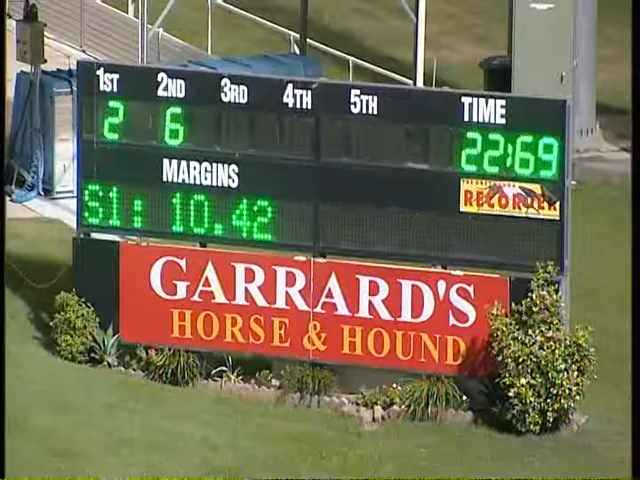 1ST 2ND 3RD 4TH 5TH TIME
2 6 22:69
MARGINS
RECORDER
S1: 10.42
GARRARD'S
HORSE & HOUND